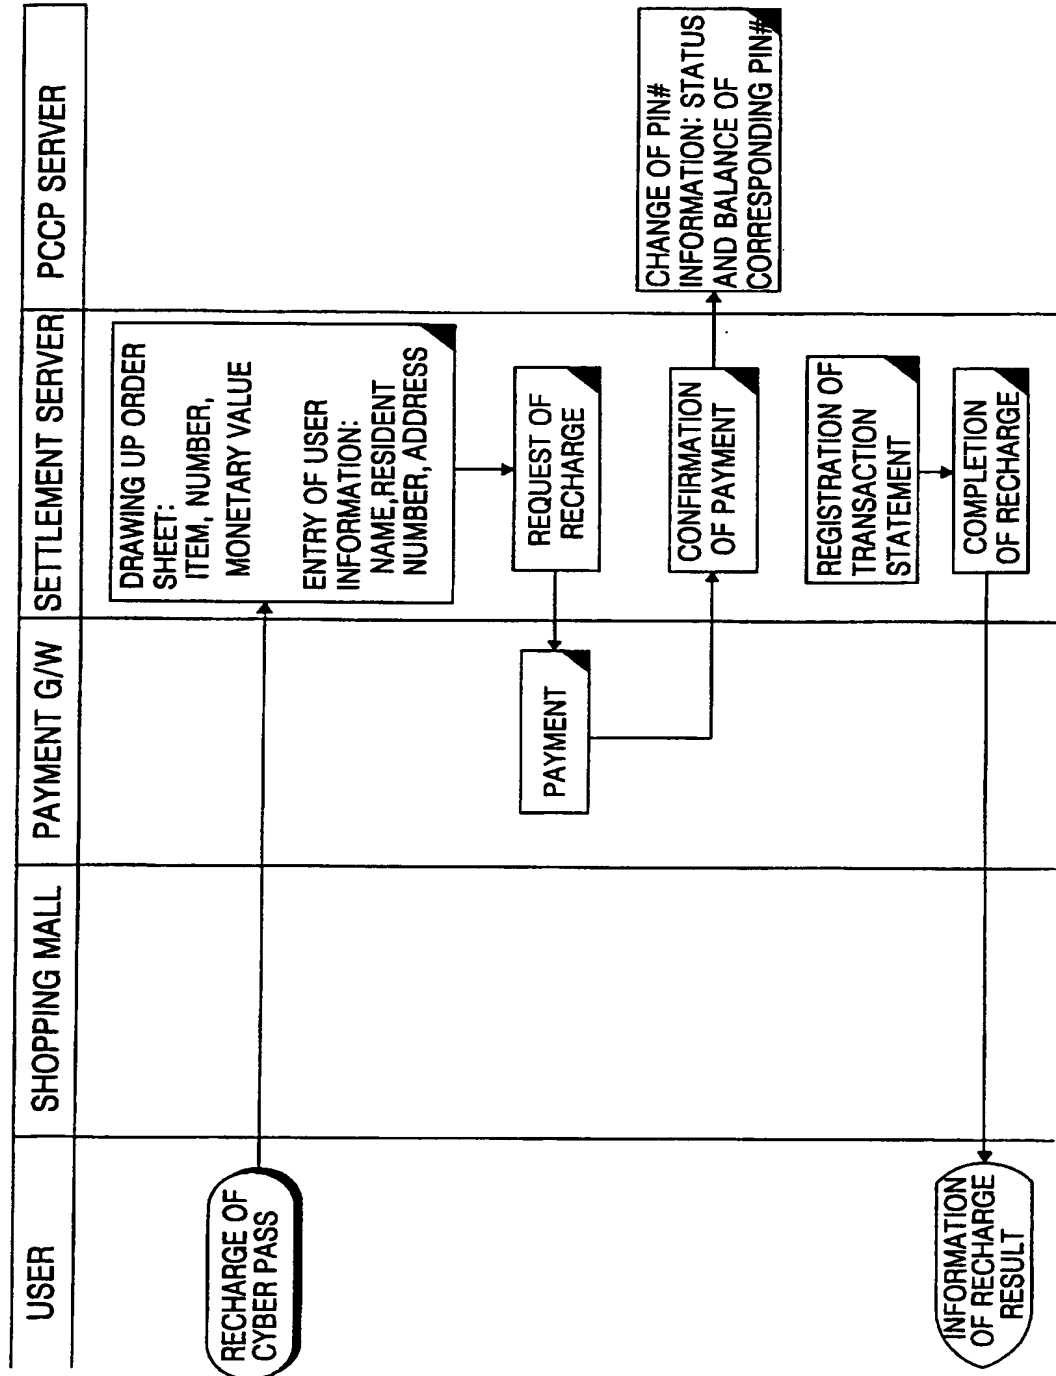 USER
SHOPPING MALL
PAYMENT G/W
SETTLEMENT SERVER
PCCP SERVER
RECHARGE OF
CYBER PASS
DRAWING UP ORDER
SHEET:
ITEM, NUMBER,
MONETARY VALUE
ENTRY OF USER
INFORMATION:
NAME,RESIDENT
NUMBER, ADDRESS
REQUEST OF
RECHARGE
PAYMENT
CONFIRMATION
OF PAYMENT
CHANGE OF PIN#
INFORMATION: STATUS
AND BALANCE OF
CORRESPONDING PIN#
REGISTRATION OF
TRANSACTION
STATEMENT
COMPLETION
OF RECHARGE
INFORMATION
OF RECHARGE
RESULT